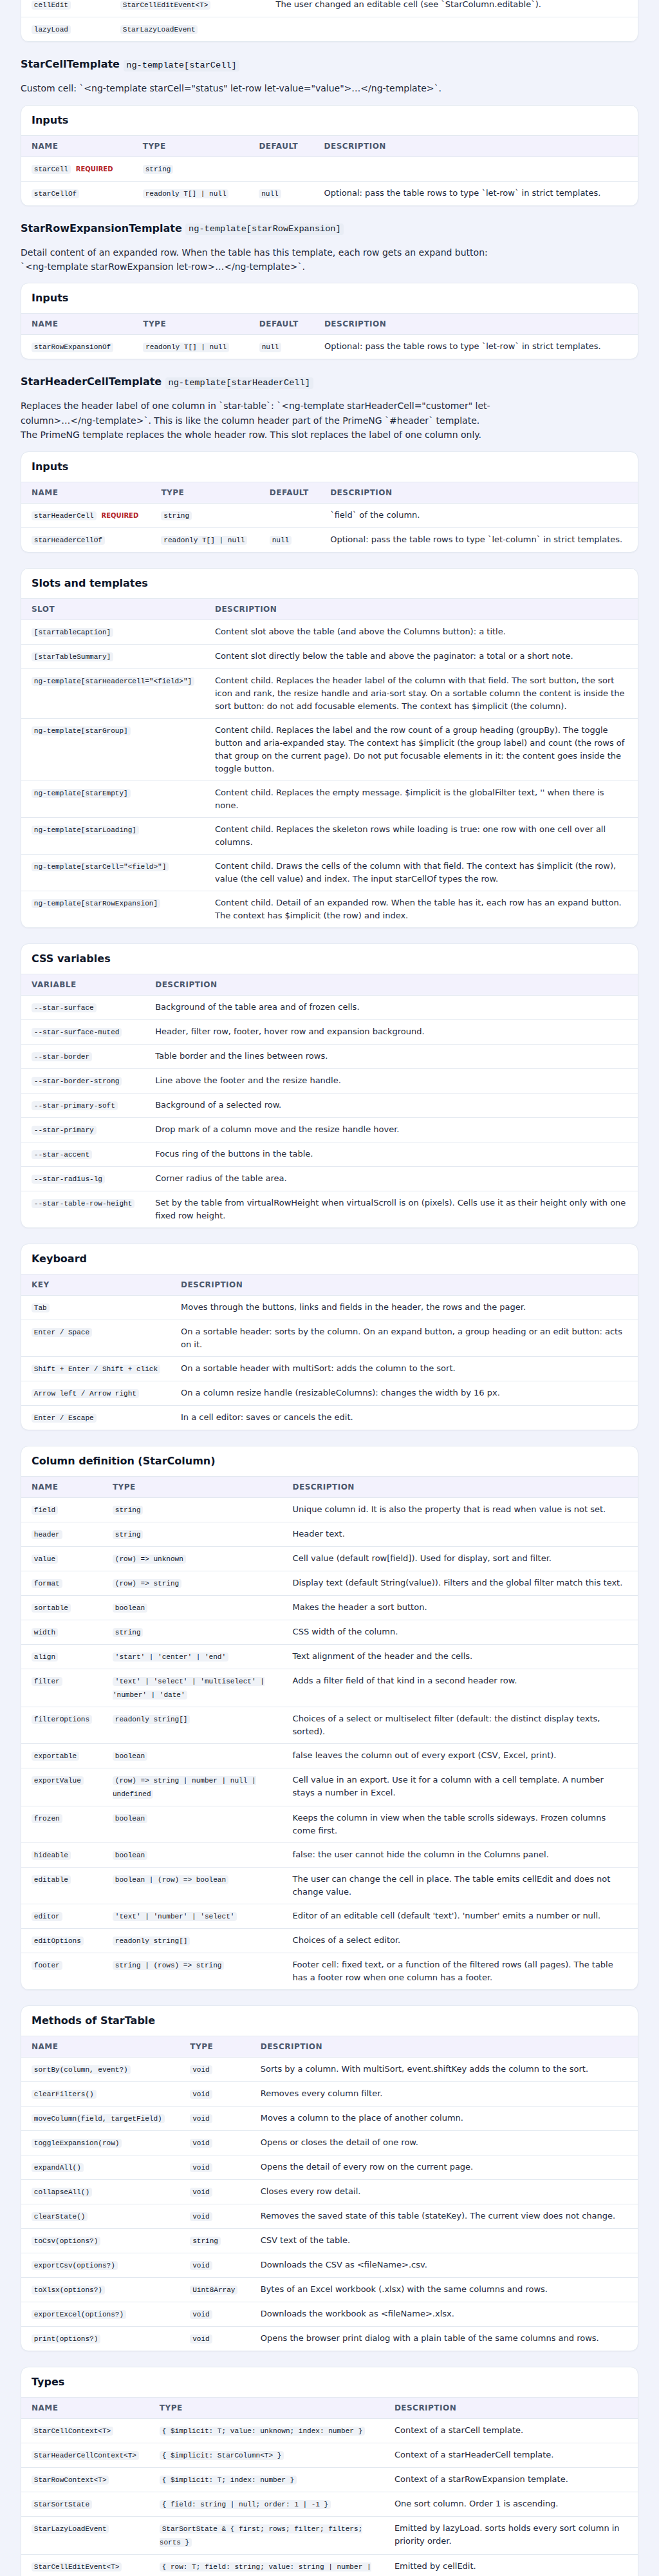 cellEdit StarCellEditEvent<T> The user changed an editable cell (see `StarColumn.editable`).
lazyLoad StarLazyLoadEvent
StarCellTemplate ng-template[starCell]
Custom cell: `<ng-template starCell="status" let-row let-value="value">…</ng-template>`.
Inputs
NAME TYPE DEFAULT DESCRIPTION
starCell REQUIRED string
starCellOf readonly T[] | null null Optional: pass the table rows to type `let-row` in strict templates.
StarRowExpansionTemplate ng-template[starRowExpansion]
Detail content of an expanded row. When the table has this template, each row gets an expand button:
`<ng-template starRowExpansion let-row>…</ng-template>`.
Inputs
NAME TYPE DEFAULT DESCRIPTION
starRowExpansionOf readonly T[] | null null Optional: pass the table rows to type `let-row` in strict templates.
StarHeaderCellTemplate ng-template[starHeaderCell]
Replaces the header label of one column in `star-table`: `<ng-template starHeaderCell="customer" let-
column>…</ng-template>`. This is like the column header part of the PrimeNG `#header` template.
The PrimeNG template replaces the whole header row. This slot replaces the label of one column only.
Inputs
NAME TYPE DEFAULT DESCRIPTION
starHeaderCell REQUIRED string `field` of the column.
starHeaderCellOf readonly T[] | null null Optional: pass the table rows to type `let-column` in strict templates.
Slots and templates
SLOT DESCRIPTION
[starTableCaption] Content slot above the table (and above the Columns button): a title.
[starTableSummary] Content slot directly below the table and above the paginator: a total or a short note.
ng-template[starHeaderCell="<field>"] Content child. Replaces the header label of the column with that field. The sort button, the sort
icon and rank, the resize handle and aria-sort stay. On a sortable column the content is inside the
sort button: do not add focusable elements. The context has $implicit (the column).
ng-template[starGroup] Content child. Replaces the label and the row count of a group heading (groupBy). The toggle
button and aria-expanded stay. The context has $implicit (the group label) and count (the rows of
that group on the current page). Do not put focusable elements in it: the content goes inside the
toggle button.
ng-template[starEmpty] Content child. Replaces the empty message. $implicit is the globalFilter text, '' when there is
none.
ng-template[starLoading] Content child. Replaces the skeleton rows while loading is true: one row with one cell over all
columns.
ng-template[starCell="<field>"] Content child. Draws the cells of the column with that field. The context has $implicit (the row),
value (the cell value) and index. The input starCellOf types the row.
ng-template[starRowExpansion] Content child. Detail of an expanded row. When the table has it, each row has an expand button.
The context has $implicit (the row) and index.
CSS variables
VARIABLE DESCRIPTION
--star-surface Background of the table area and of frozen cells.
--star-surface-muted Header, filter row, footer, hover row and expansion background.
--star-border Table border and the lines between rows.
--star-border-strong Line above the footer and the resize handle.
--star-primary-soft Background of a selected row.
--star-primary Drop mark of a column move and the resize handle hover.
--star-accent Focus ring of the buttons in the table.
--star-radius-lg Corner radius of the table area.
--star-table-row-height Set by the table from virtualRowHeight when virtualScroll is on (pixels). Cells use it as their height only with one
fixed row height.
Keyboard
KEY DESCRIPTION
Tab Moves through the buttons, links and fields in the header, the rows and the pager.
Enter / Space On a sortable header: sorts by the column. On an expand button, a group heading or an edit button: acts
on it.
Shift + Enter / Shift + click On a sortable header with multiSort: adds the column to the sort.
Arrow left / Arrow right On a column resize handle (resizableColumns): changes the width by 16 px.
Enter / Escape In a cell editor: saves or cancels the edit.
Column definition (StarColumn)
NAME TYPE DESCRIPTION
field string Unique column id. It is also the property that is read when value is not set.
header string Header text.
value (row) => unknown Cell value (default row[field]). Used for display, sort and filter.
format (row) => string Display text (default String(value)). Filters and the global filter match this text.
sortable boolean Makes the header a sort button.
width string CSS width of the column.
align 'start' | 'center' | 'end' Text alignment of the header and the cells.
filter 'text' | 'select' | 'multiselect' | Adds a filter field of that kind in a second header row.
'number' | 'date'
filterOptions readonly string[] Choices of a select or multiselect filter (default: the distinct display texts,
sorted).
exportable boolean false leaves the column out of every export (CSV, Excel, print).
exportValue (row) => string | number | null | Cell value in an export. Use it for a column with a cell template. A number
undefined stays a number in Excel.
frozen boolean Keeps the column in view when the table scrolls sideways. Frozen columns
come first.
hideable boolean false: the user cannot hide the column in the Columns panel.
editable boolean | (row) => boolean The user can change the cell in place. The table emits cellEdit and does not
change value.
editor 'text' | 'number' | 'select' Editor of an editable cell (default 'text'). 'number' emits a number or null.
editOptions readonly string[] Choices of a select editor.
footer string | (rows) => string Footer cell: fixed text, or a function of the filtered rows (all pages). The table
has a footer row when one column has a footer.
Methods of StarTable
NAME TYPE DESCRIPTION
sortBy(column, event?) void Sorts by a column. With multiSort, event.shiftKey adds the column to the sort.
clearFilters() void Removes every column filter.
moveColumn(field, targetField) void Moves a column to the place of another column.
toggleExpansion(row) void Opens or closes the detail of one row.
expandAll() void Opens the detail of every row on the current page.
collapseAll() void Closes every row detail.
clearState() void Removes the saved state of this table (stateKey). The current view does not change.
toCsv(options?) string CSV text of the table.
exportCsv(options?) void Downloads the CSV as <fileName>.csv.
toXlsx(options?) Uint8Array Bytes of an Excel workbook (.xlsx) with the same columns and rows.
exportExcel(options?) void Downloads the workbook as <fileName>.xlsx.
print(options?) void Opens the browser print dialog with a plain table of the same columns and rows.
Types
NAME TYPE DESCRIPTION
StarCellContext<T> { $implicit: T; value: unknown; index: number } Context of a starCell template.
StarHeaderCellContext<T> { $implicit: StarColumn<T> } Context of a starHeaderCell template.
StarRowContext<T> { $implicit: T; index: number } Context of a starRowExpansion template.
StarSortState { field: string | null; order: 1 | -1 } One sort column. Order 1 is ascending.
StarLazyLoadEvent StarSortState & { first; rows; filter; filters; Emitted by lazyLoad. sorts holds every sort column in
sorts } priority order.
StarCellEditEvent<T> { row: T; field: string; value: string | number | Emitted by cellEdit.